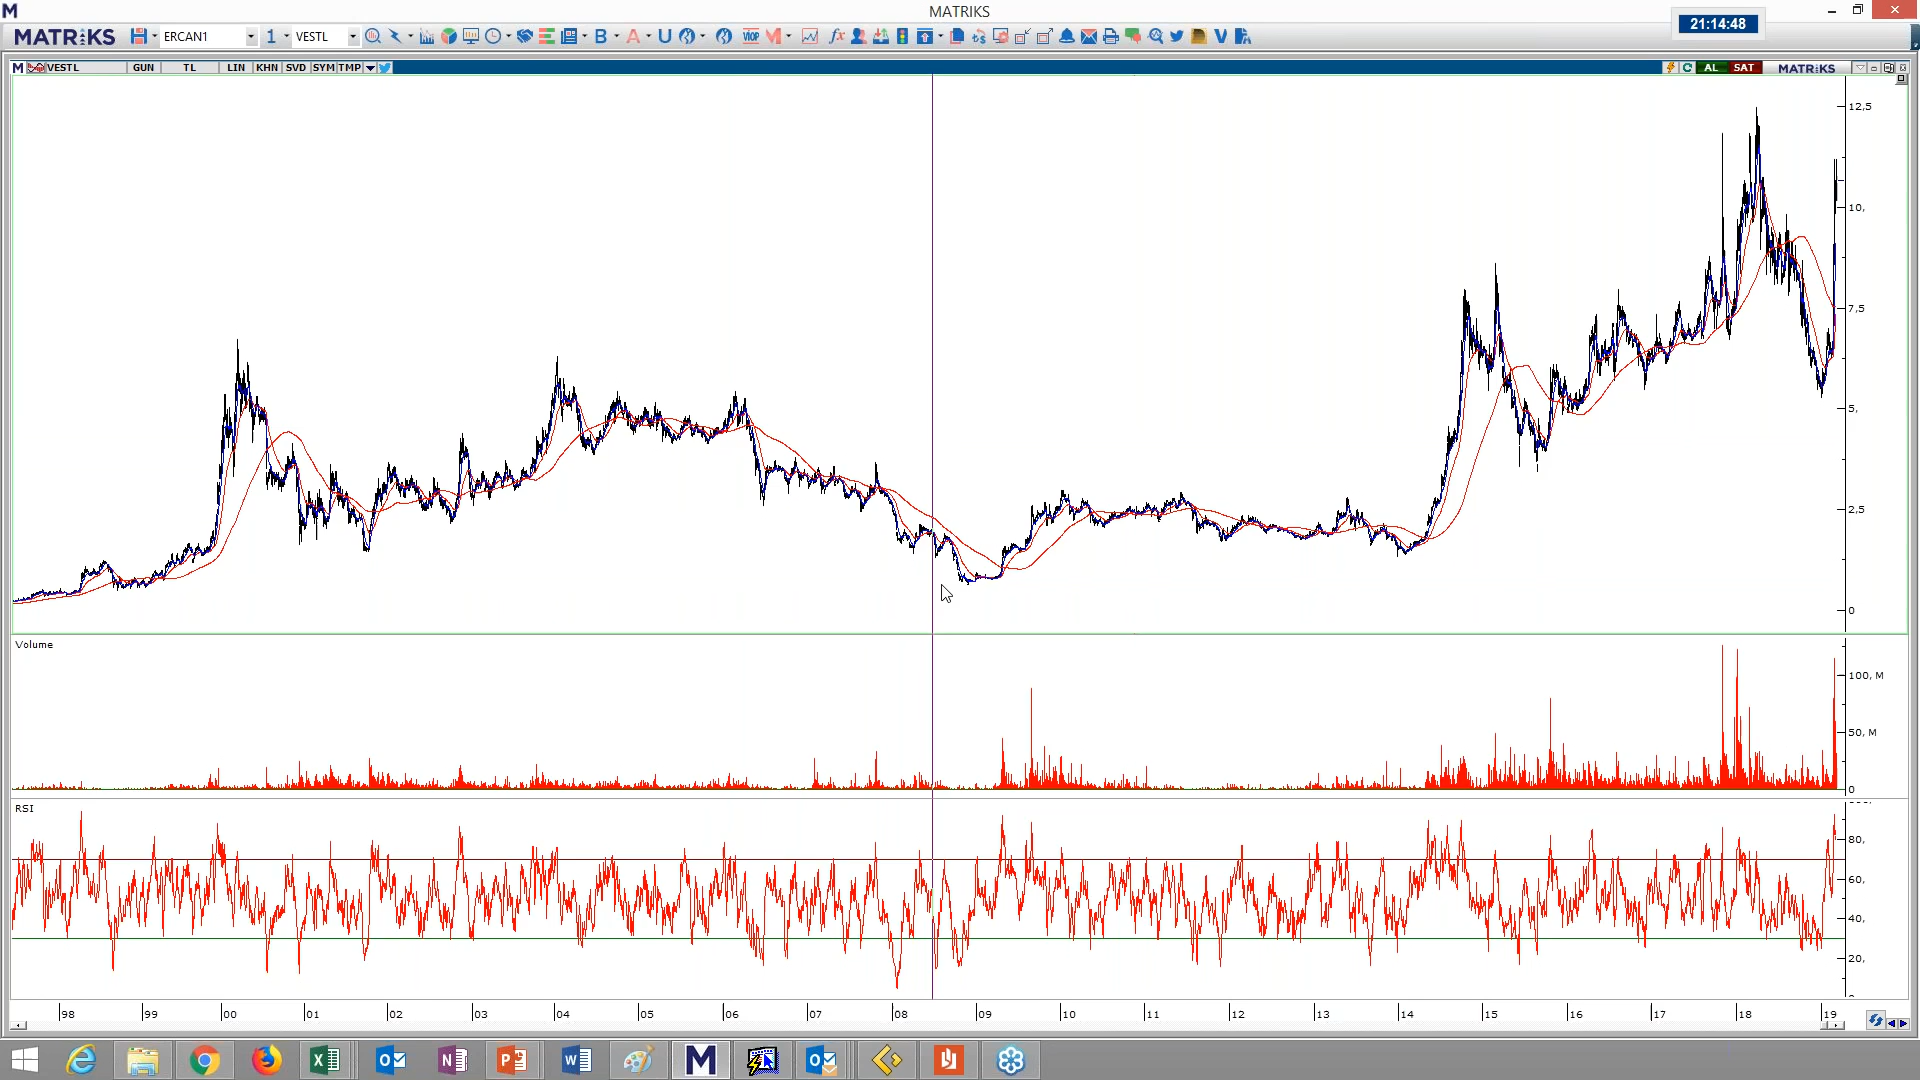 MATRIKS
21:14:48
MATRIKS ERCAN1 1 VESTL B A U VIOP M fx V
M VESTL GUN TL LIN KHN SVD SYM TMP AL SAT MATRIKS
12,5
10,
7,5
5,
2,5
0
Volume
100, M
50, M
0
RSI
80,
60,
40,
20,
98 99 00 01 02 03 04 05 06 07 08 09 10 11 12 13 14 15 16 17 18 19